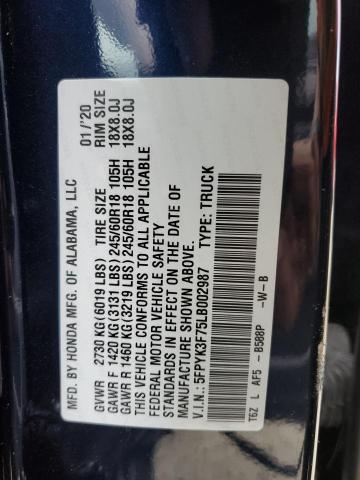 MFD. BY HONDA MFG. OF ALABAMA, LLC 01/'20
GVWR 2730 KG(6019 LBS) TIRE SIZE RIM SIZE
GAWR F 1420 KG(3131 LBS) 245/60R18 105H 18X8.0J
GAWR R 1460 KG(3219 LBS) 245/60R18 105H 18X8.0J
THIS VEHICLE CONFORMS TO ALL APPLICABLE
FEDERAL MOTOR VEHICLE SAFETY
STANDARDS IN EFFECT ON THE DATE OF
MANUFACTURE SHOWN ABOVE.
V.I.N.: 5FPYK3F75LB002987 TYPE: TRUCK
T6Z L AF5 - B588P -W-B